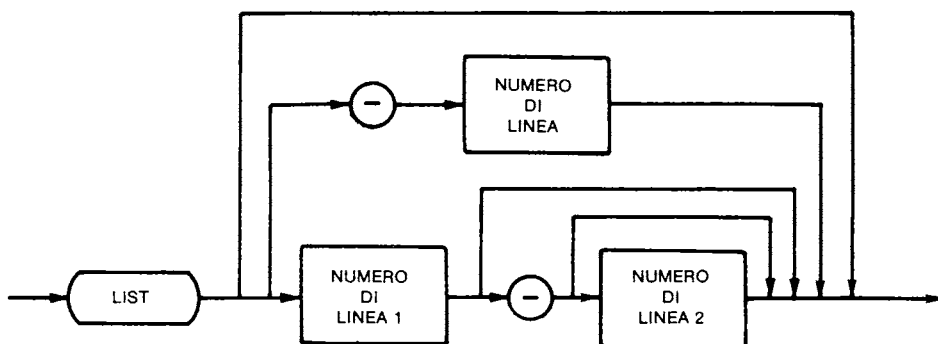 −
NUMERO
DI
LINEA
LIST
NUMERO
DI
LINEA 1
−
NUMERO
DI
LINEA 2